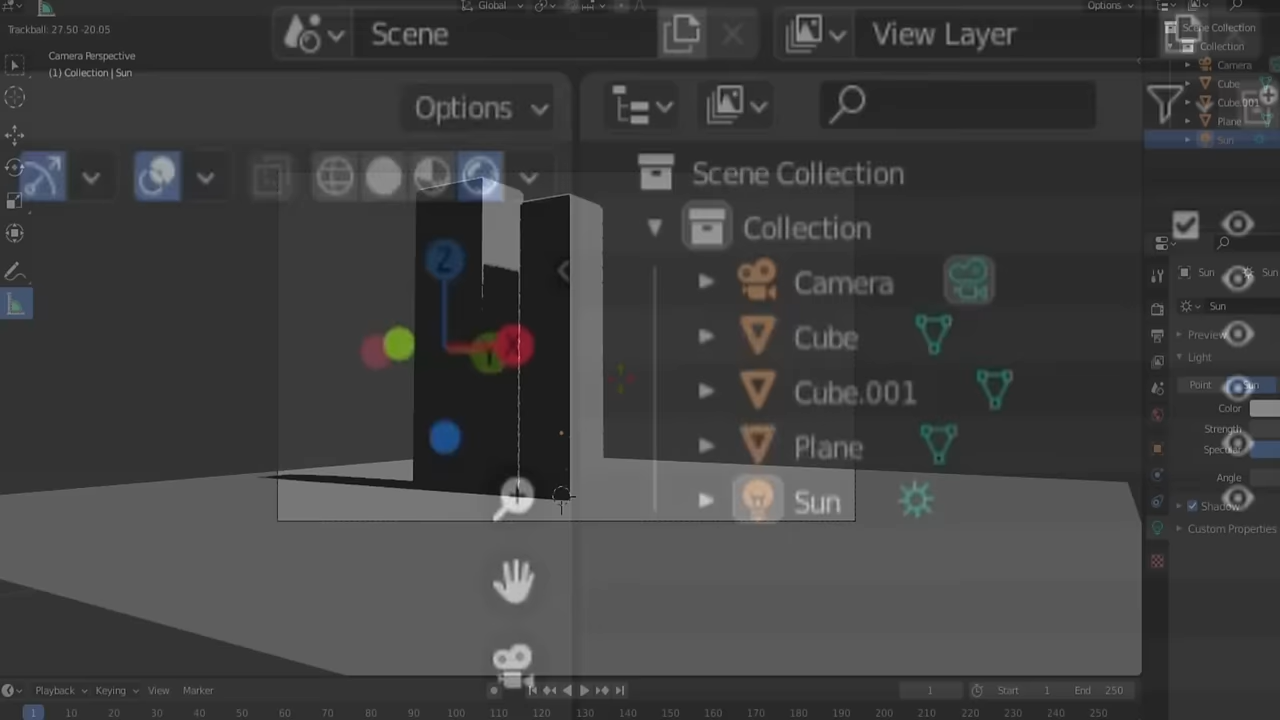 Global
Options
Trackball: 27.50 -20.05
Scene
View Layer
Scene Collection
Camera Perspective
(1) Collection | Sun
Collection
Camera
Cube
Cube.001
Plane
Sun
Options
Scene Collection
Collection
Camera
Cube
Cube.001
Plane
Sun
Z
X
Y
Sun
Sun
Sun
Preview
Light
Point
Sun
Color
Strength
Specular
Angle
Shadow
Custom Properties
Playback
Keying
View
Marker
1
Start
1
End
250
1
10
20
30
40
50
60
70
80
90
100
110
120
130
140
150
160
170
180
190
200
210
220
230
240
250